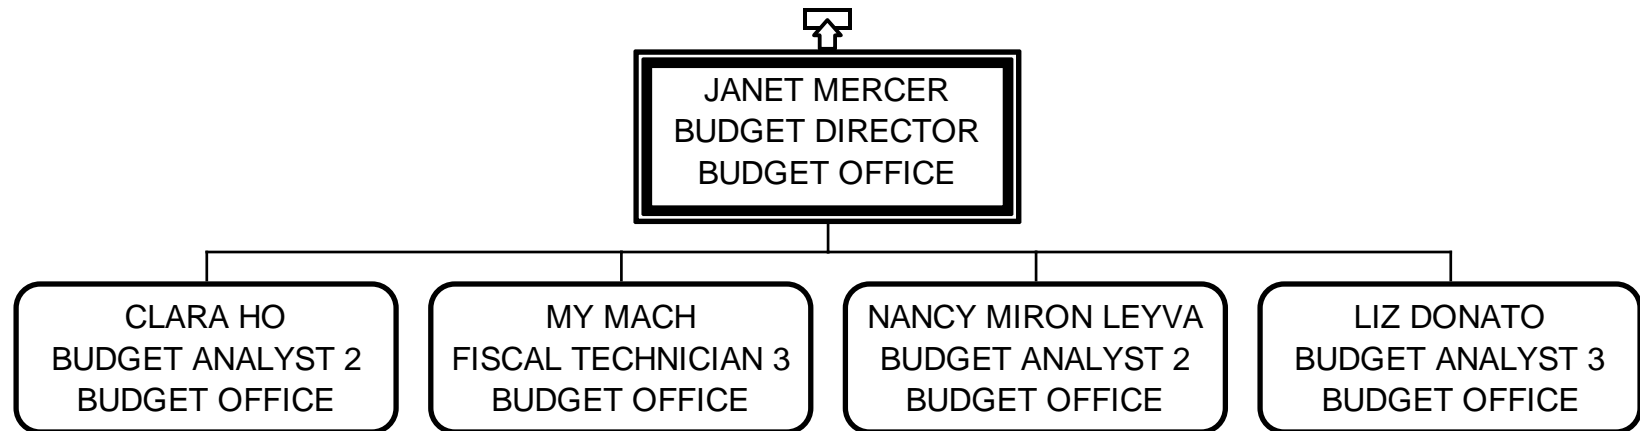 JANET MERCER
BUDGET DIRECTOR
BUDGET OFFICE
CLARA HO
BUDGET ANALYST 2
BUDGET OFFICE
MY MACH
FISCAL TECHNICIAN 3
BUDGET OFFICE
NANCY MIRON LEYVA
BUDGET ANALYST 2
BUDGET OFFICE
LIZ DONATO
BUDGET ANALYST 3
BUDGET OFFICE